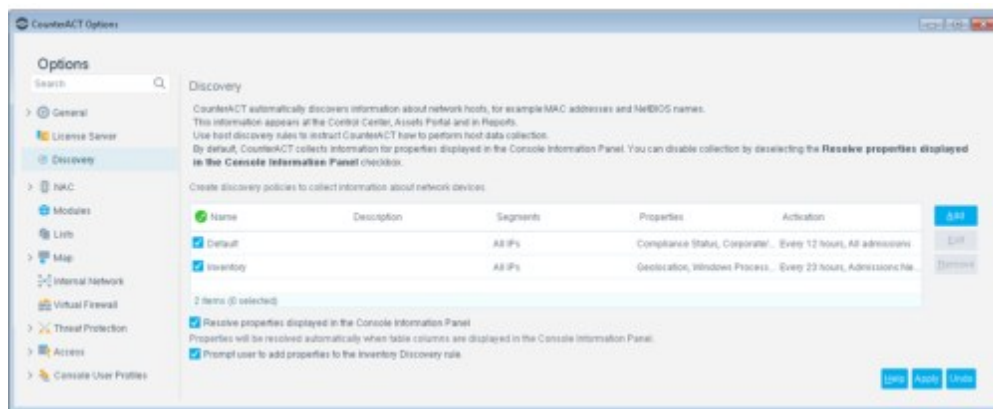 CounterACT Options
Options
Search
General
License Server
Discovery
NAC
Modules
Lists
Map
Internal Network
Virtual Firewall
Threat Protection
Access
Console User Profiles
Discovery
CounterACT automatically discovers information about network hosts, for example MAC addresses and NetBIOS names.
This information appears at the Control Center, Assets Portal and in Reports.
Use host discovery rules to instruct CounterACT how to perform host data collection.
By default, CounterACT collects information for properties displayed in the Console Information Panel. You can disable collection by deselecting the Resolve properties displayed
in the Console Information Panel checkbox.
Create discovery policies to collect information about network devices.
Name Description Segments Properties Activation
Default All IPs Compliance Status, Corporate/... Every 12 hours, All admissions
Inventory All IPs Geolocation, Windows Process... Every 23 hours, Admissions:Ne...
2 items (0 selected)
Add
Edit
Remove
Resolve properties displayed in the Console Information Panel
Properties will be resolved automatically when table columns are displayed in the Console Information Panel.
Prompt user to add properties to the Inventory Discovery rule
Help Apply Undo